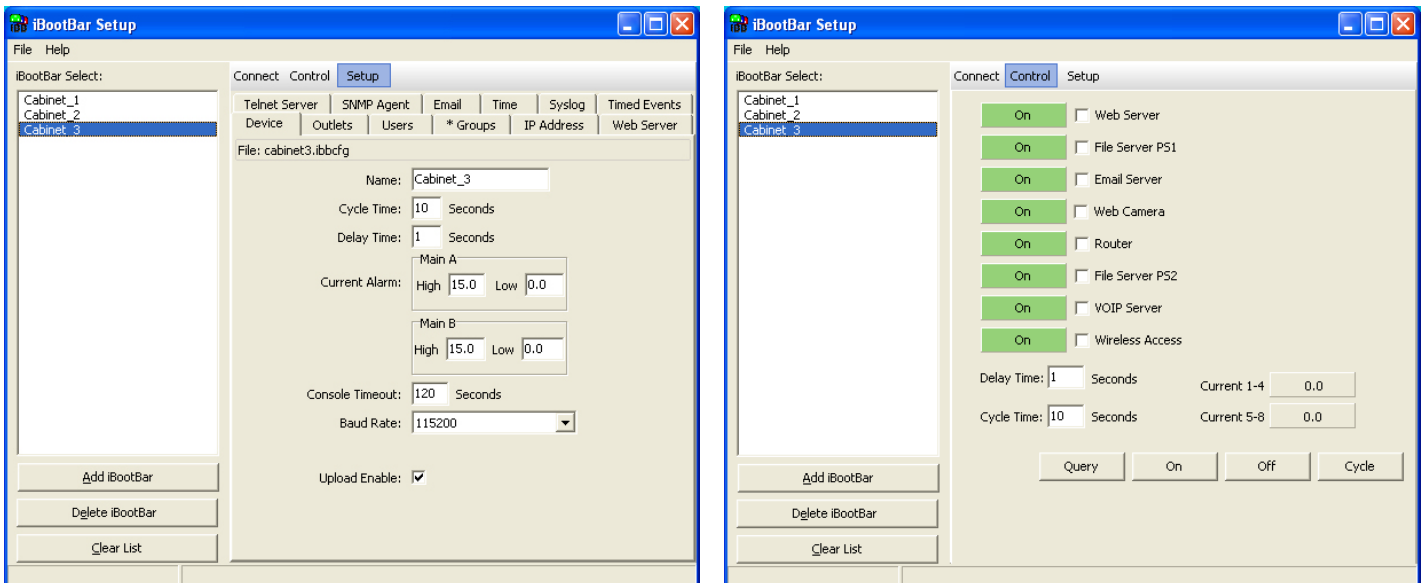 iBootBar Setup
File Help
iBootBar Select:
Cabinet_1
Cabinet_2
Cabinet_3
Add iBootBar
Delete iBootBar
Clear List
Connect Control Setup
Telnet Server SNMP Agent Email Time Syslog Timed Events
Device Outlets Users * Groups IP Address Web Server
File: cabinet3.ibbcfg
Name: Cabinet_3
Cycle Time: 10 Seconds
Delay Time: 1 Seconds
Main A
Current Alarm: High 15.0 Low 0.0
Main B
High 15.0 Low 0.0
Console Timeout: 120 Seconds
Baud Rate: 115200
Upload Enable:
iBootBar Setup
File Help
iBootBar Select:
Cabinet_1
Cabinet_2
Cabinet_3
Add iBootBar
Delete iBootBar
Clear List
Connect Control Setup
On Web Server
On File Server PS1
On Email Server
On Web Camera
On Router
On File Server PS2
On VOIP Server
On Wireless Access
Delay Time: 1 Seconds Current 1-4 0.0
Cycle Time: 10 Seconds Current 5-8 0.0
Query On Off Cycle